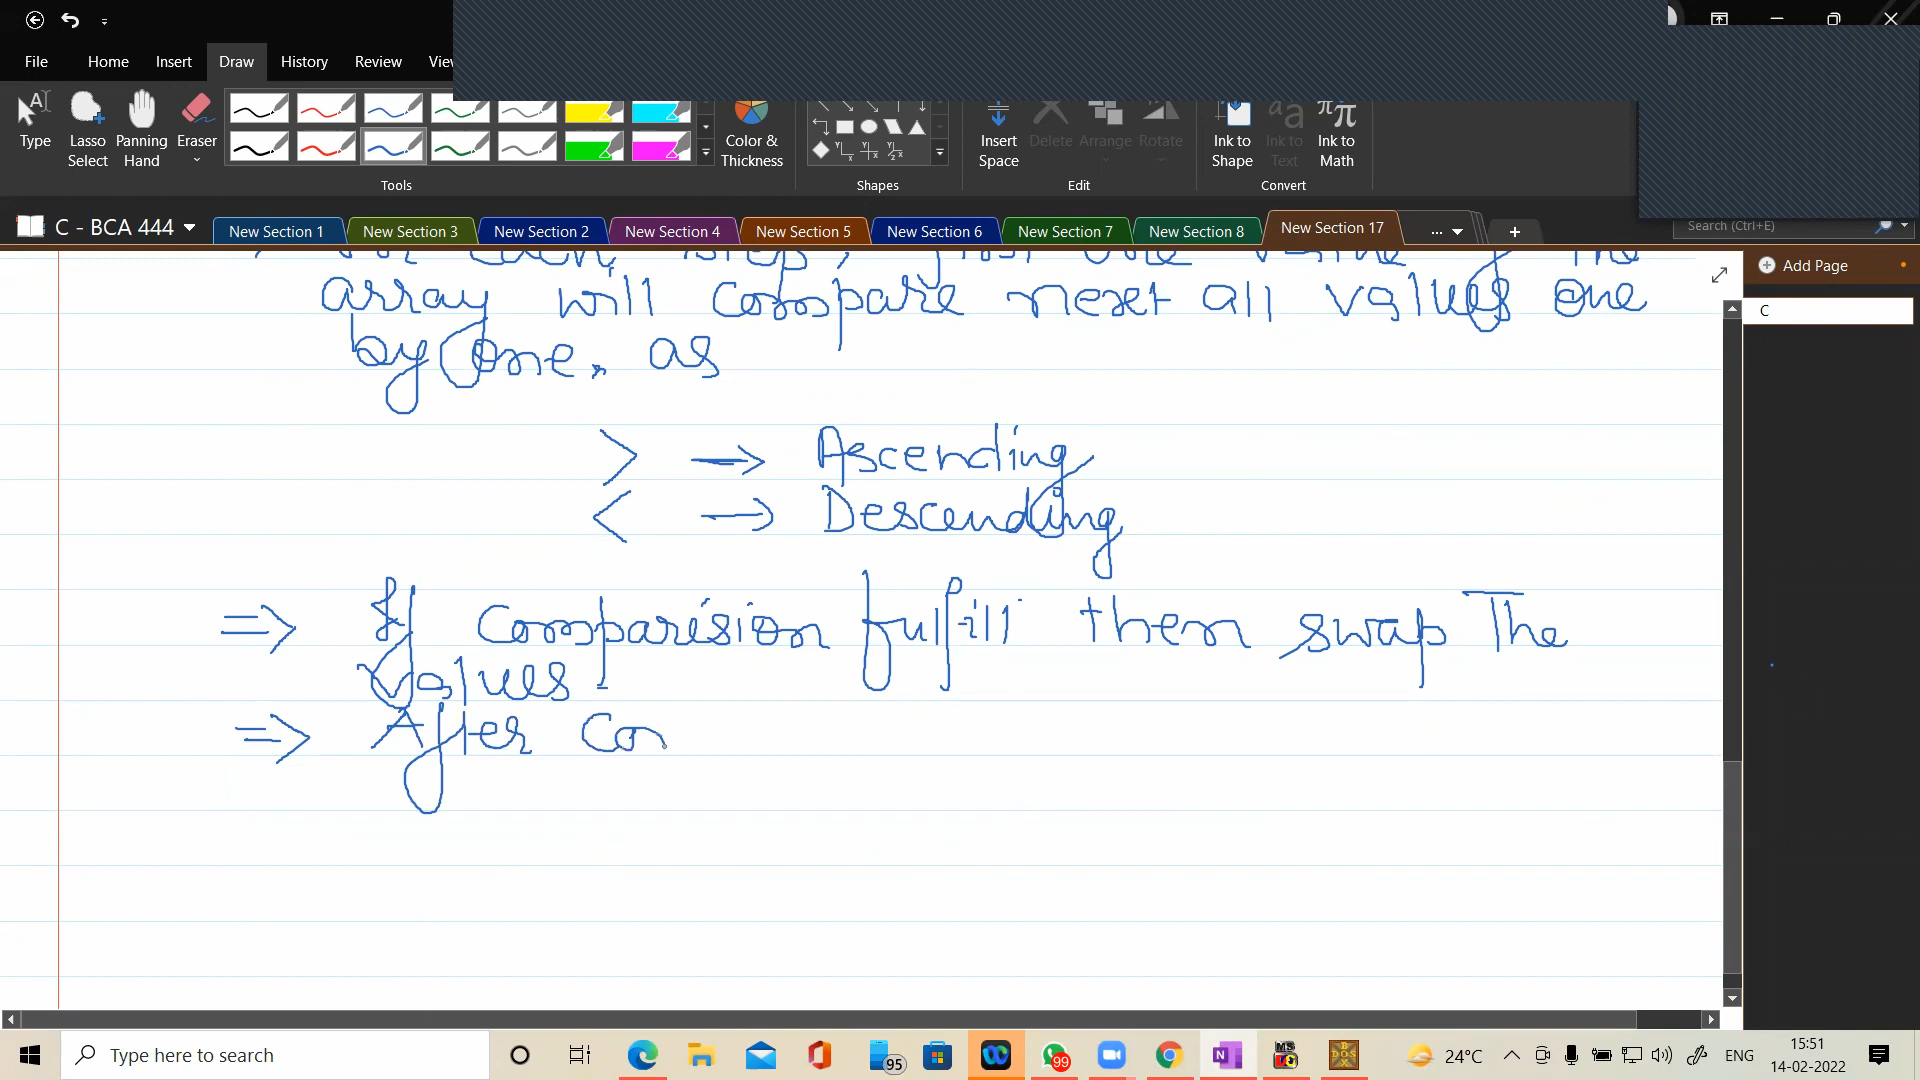 File Home Insert Draw History Review
Type Lasso Select Panning Hand Eraser Color & Thickness Insert Space Delete Arrange Rotate Ink to Shape Ink to Text Ink to Math
Tools Shapes Edit Convert
C - BCA 444 New Section 1 New Section 3 New Section 2 New Section 4 New Section 5 New Section 6 New Section 7 New Section 8 New Section 17 ... + Search (Ctrl+E)
Add Page
C
array will compare next all values one
by one. as
> → Ascending
< → Descending
⇒ If Comparision fulfill them swap The
Values.
⇒ After Con
Type here to search 95 99 24°C ENG 15:51
14-02-2022